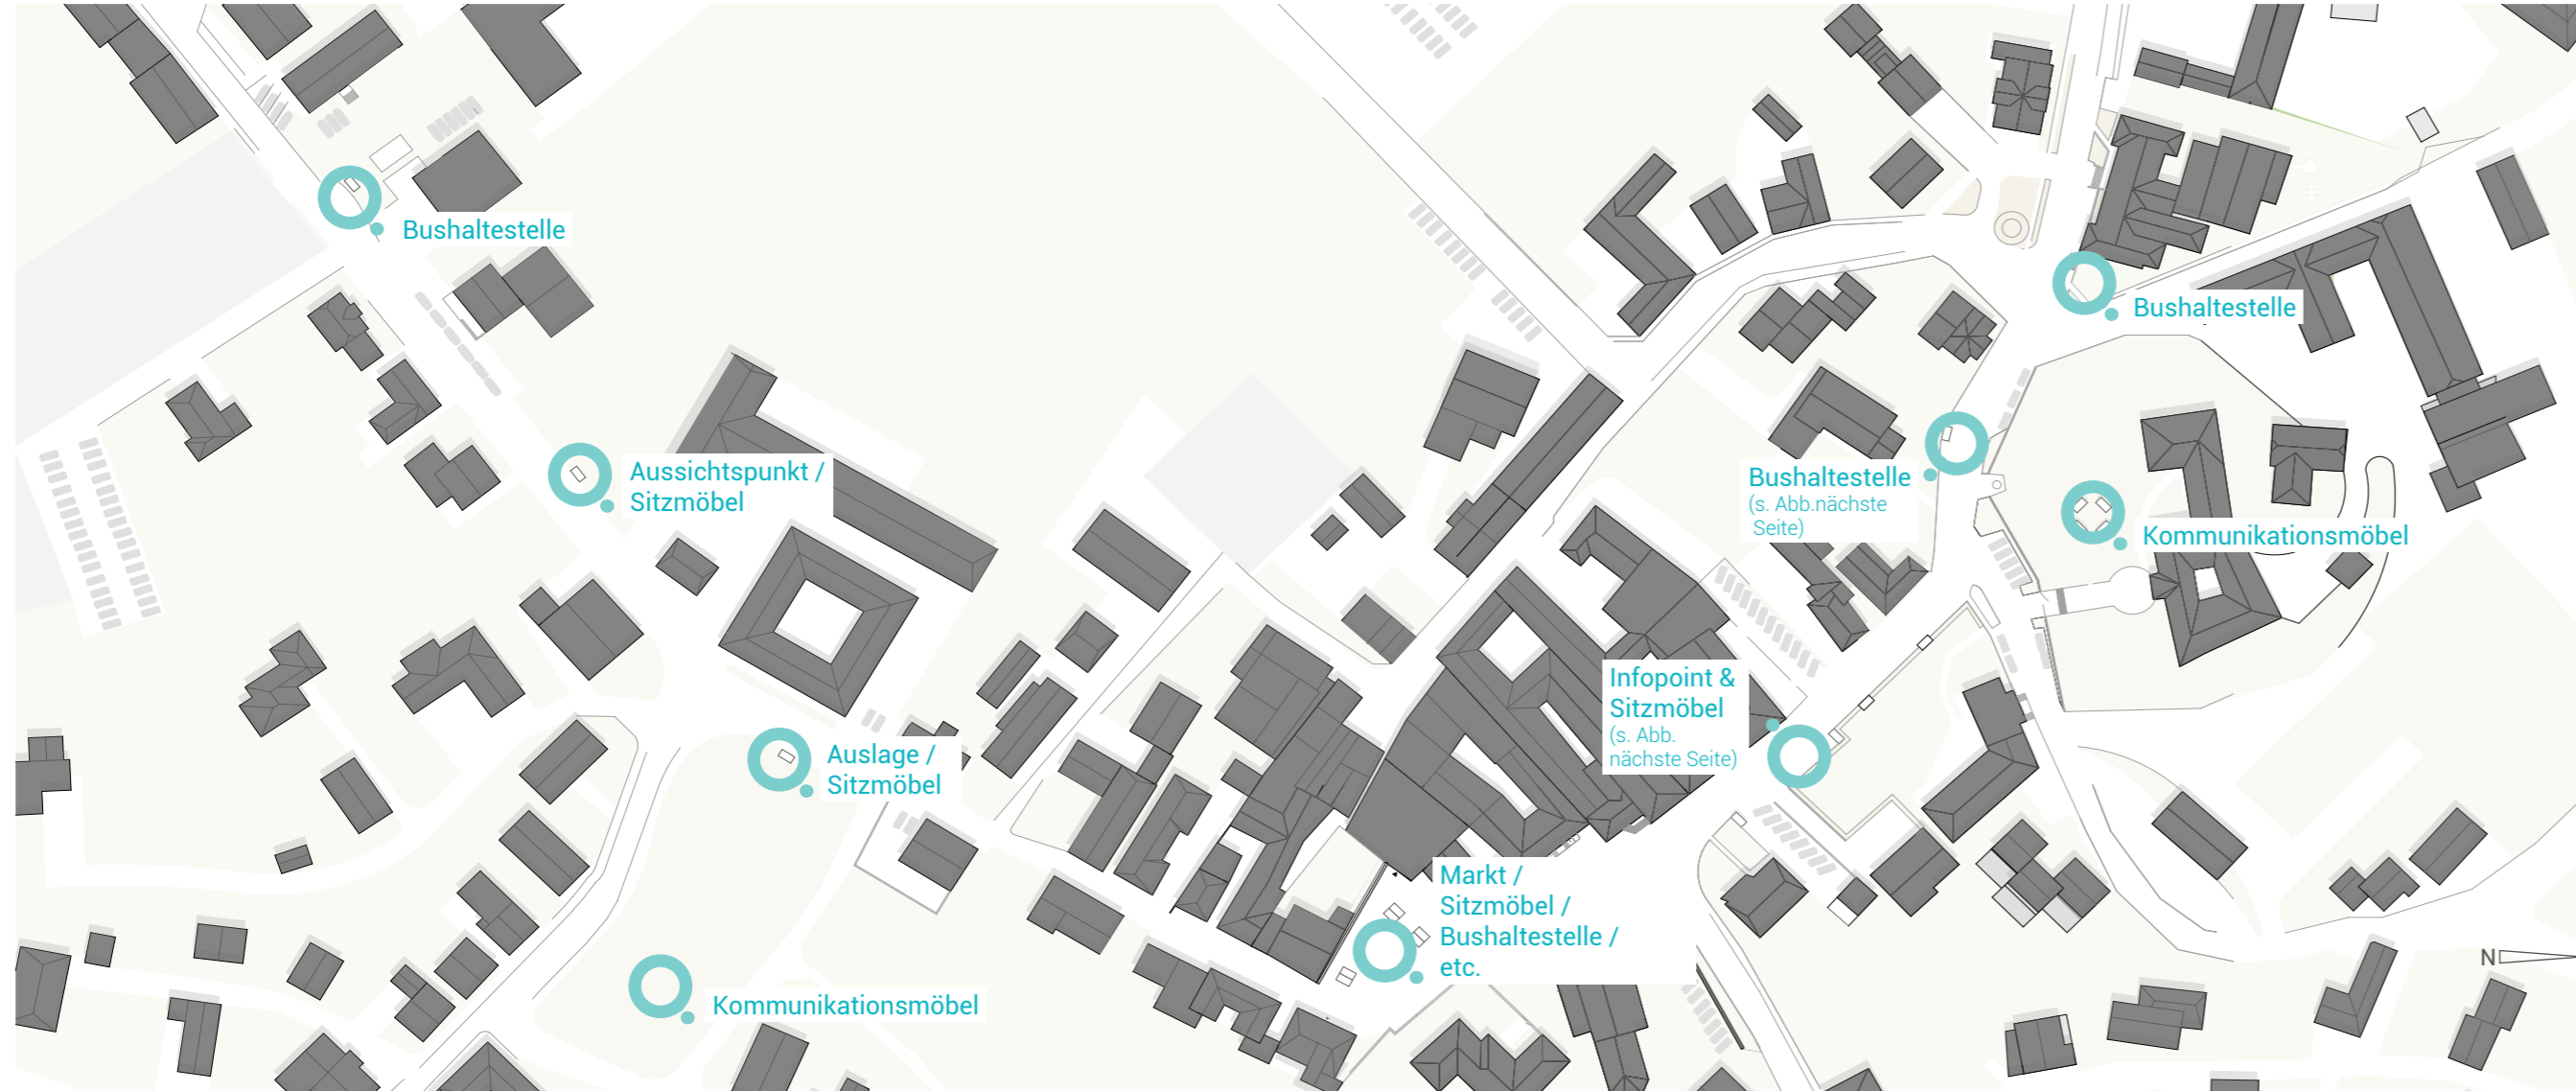 Bushaltestelle
Bushaltestelle
Aussichtspunkt /
Sitzmöbel
Bushaltestelle
(s. Abb.nächste
Seite)
Kommunikationsmöbel
Infopoint &
Sitzmöbel
(s. Abb.
nächste Seite)
Auslage /
Sitzmöbel
Markt /
Sitzmöbel /
Bushaltestelle /
etc.
N
Kommunikationsmöbel